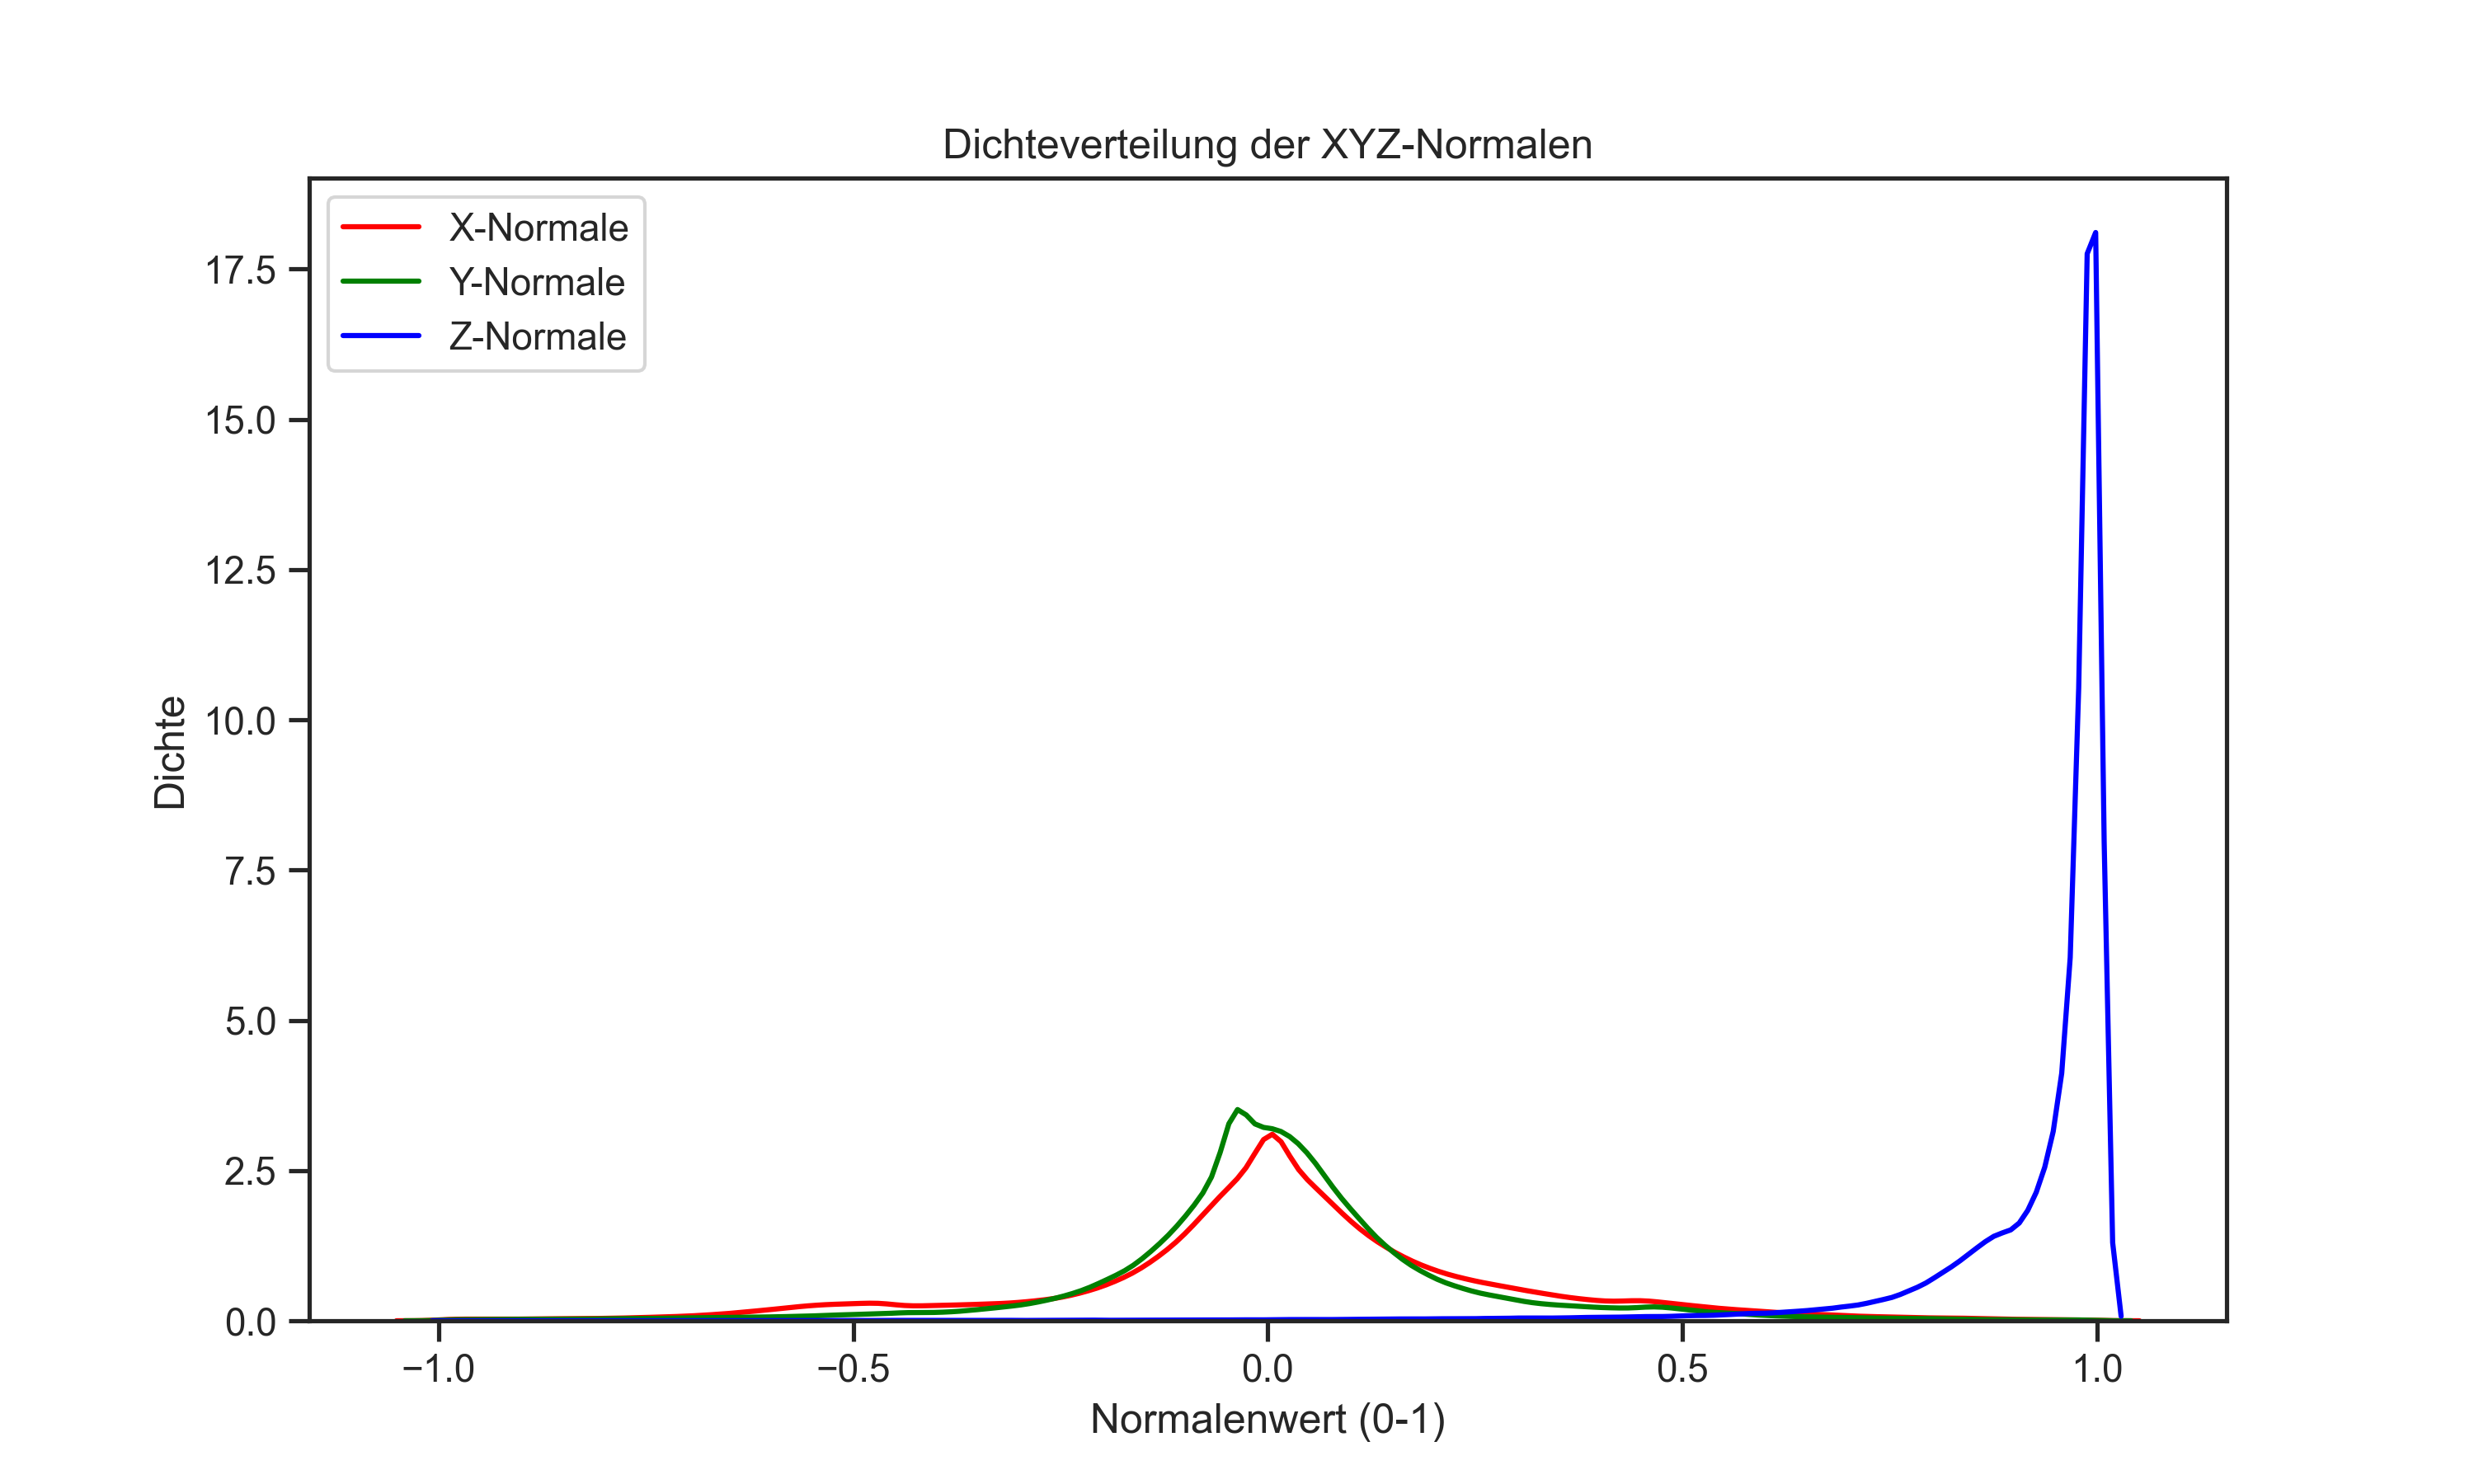 Dichteverteilung der XYZ-Normalen
X-Normale
Y-Normale
Z-Normale
17.5
15.0
12.5
10.0
7.5
5.0
2.5
0.0
Dichte
−1.0
−0.5
0.0
0.5
1.0
Normalenwert (0-1)